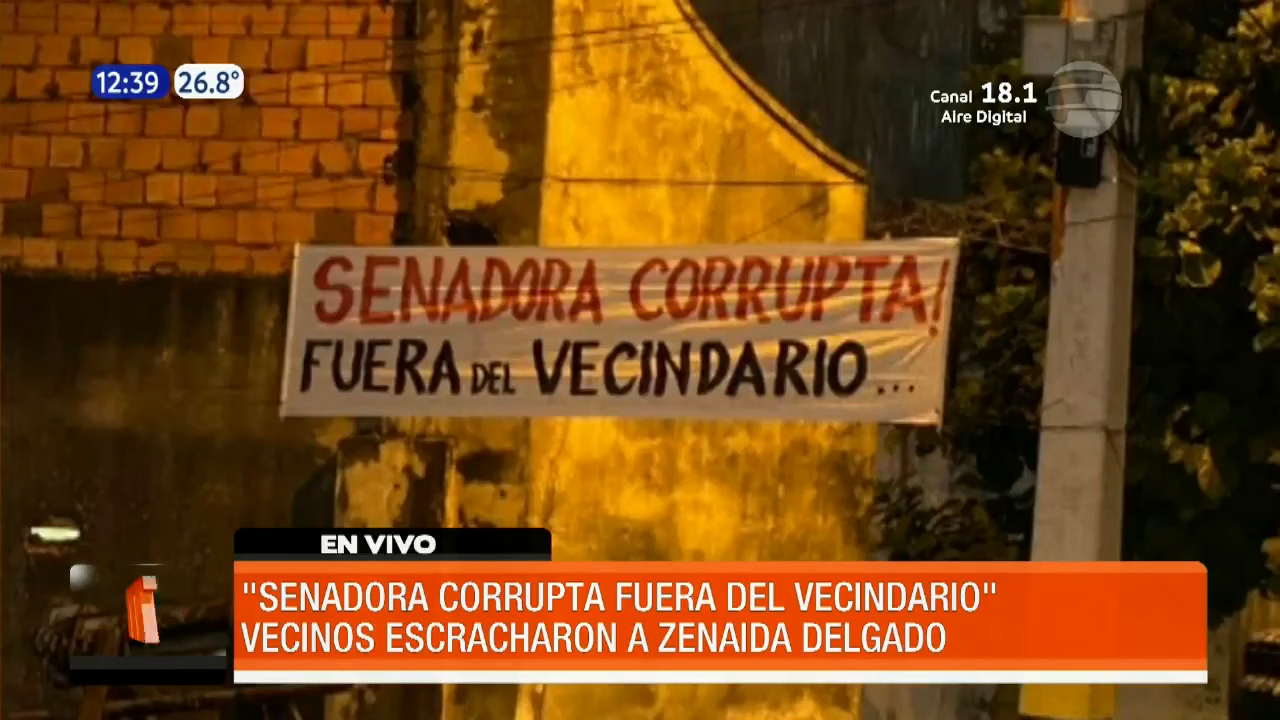 12:39 26.8°
Canal 18.1
Aire Digital
SENADORA CORRUPTA!
FUERA DEL VECINDARIO...
EN VIVO
"SENADORA CORRUPTA FUERA DEL VECINDARIO"
VECINOS ESCRACHARON A ZENAIDA DELGADO